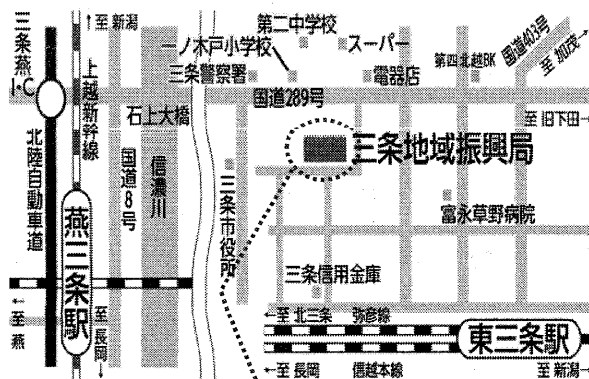 三条燕
I・C
↑至新潟
上越新幹線
北陸自動車道
燕三条駅
←至燕
至長岡↓
国道8号
石上大橋
信濃川
第二中学校
一ノ木戸小学校
スーパー
三条警察署
電器店
第四北越BK
国道403号
至加茂
国道289号
至旧下田→
三条地域振興局
三条市役所
富永草野病院
三条信用金庫
←至北三条 弥彦線
東三条駅
←至長岡 信越本線
至新潟→